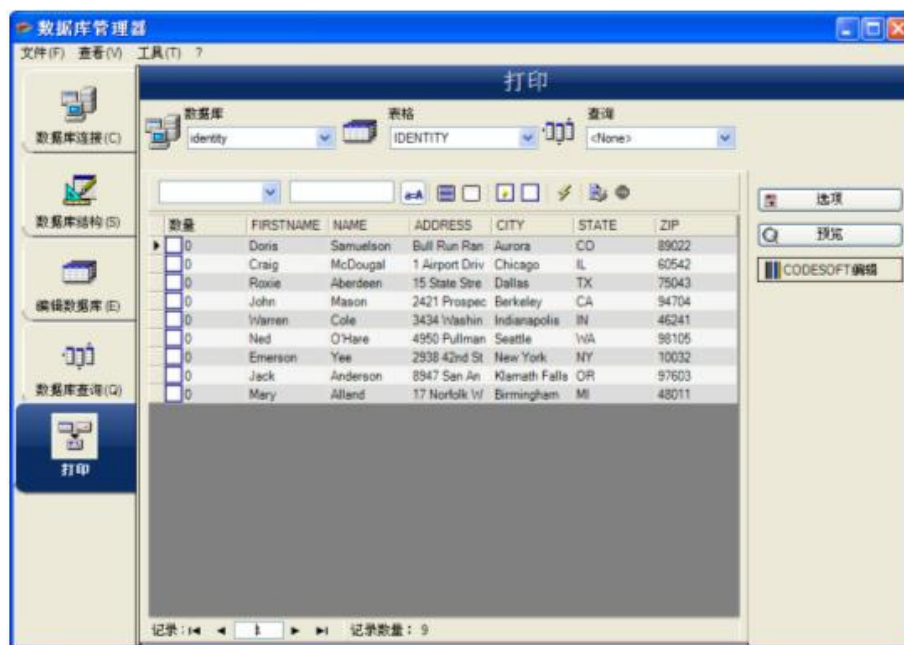 数据库管理器
文件(F) 查看(V) 工具(T) ?
打印
数据库连接(C)
数据库结构(S)
编辑数据库(E)
数据库查询(Q)
打印
数据库 表格 查询
identity IDENTITY <None>
a=A
数量 FIRSTNAME NAME ADDRESS CITY STATE ZIP
0 Doris Samuelson Bull Run Ran Aurora CO 89022
0 Craig McDougal 1 Airport Driv Chicago IL 60542
0 Roxie Aberdeen 15 State Stre Dallas TX 75043
0 John Mason 2421 Prospec Berkeley CA 94704
0 Warren Cole 3434 Washin Indianapolis IN 46241
0 Ned O'Hare 4950 Pullman Seattle WA 98105
0 Emerson Yee 2938 42nd St New York NY 10032
0 Jack Anderson 8947 San An Klamath Falls OR 97603
0 Mary Alland 17 Norfolk W Birmingham MI 48011
选项
预览
CODESOFT编辑
记录: 1 记录数量: 9